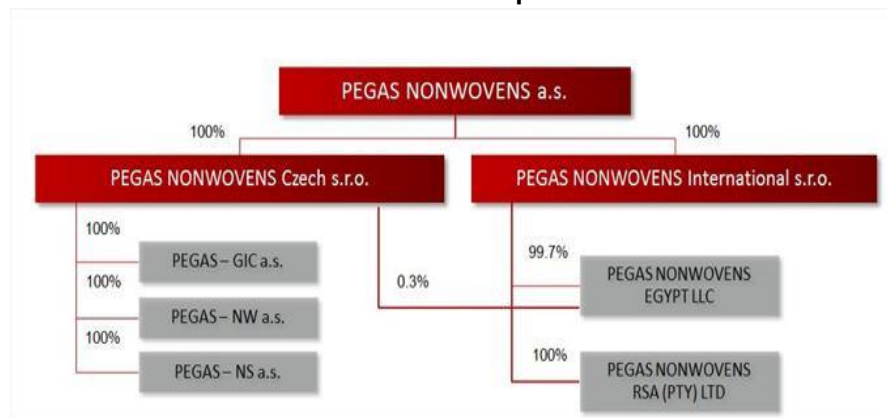 PEGAS NONWOVENS a.s.
100%
100%
PEGAS NONWOVENS Czech s.r.o.
PEGAS NONWOVENS International s.r.o.
100%
PEGAS – GIC a.s.
100%
PEGAS – NW a.s.
100%
PEGAS – NS a.s.
0.3%
99.7%
PEGAS NONWOVENS
EGYPT LLC
100%
PEGAS NONWOVENS
RSA (PTY) LTD